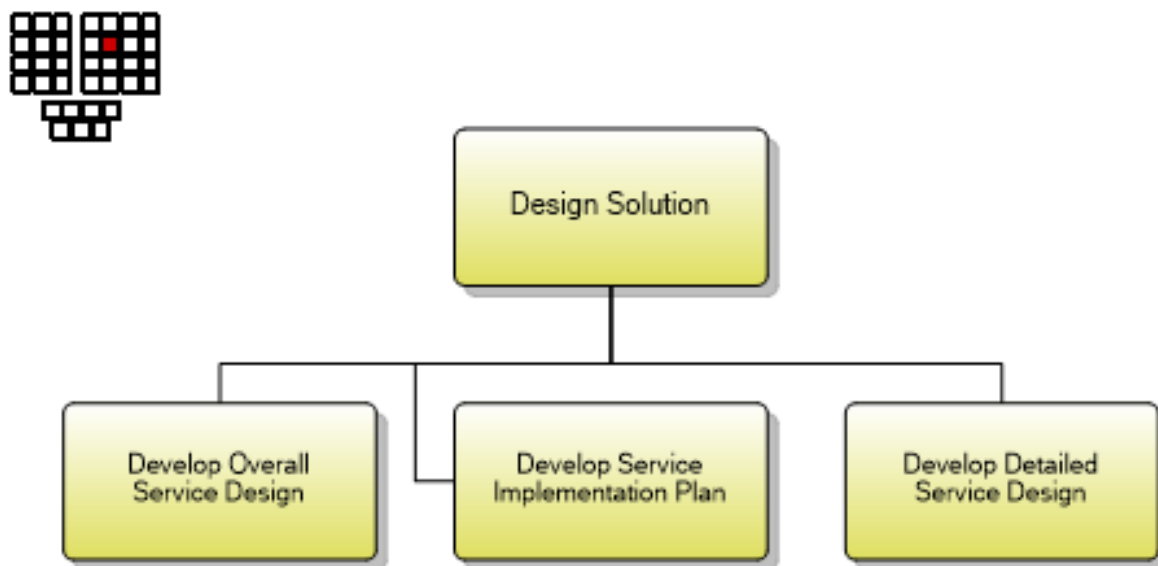 Design Solution
Develop Overall
Service Design
Develop Service
Implementation Plan
Develop Detailed
Service Design